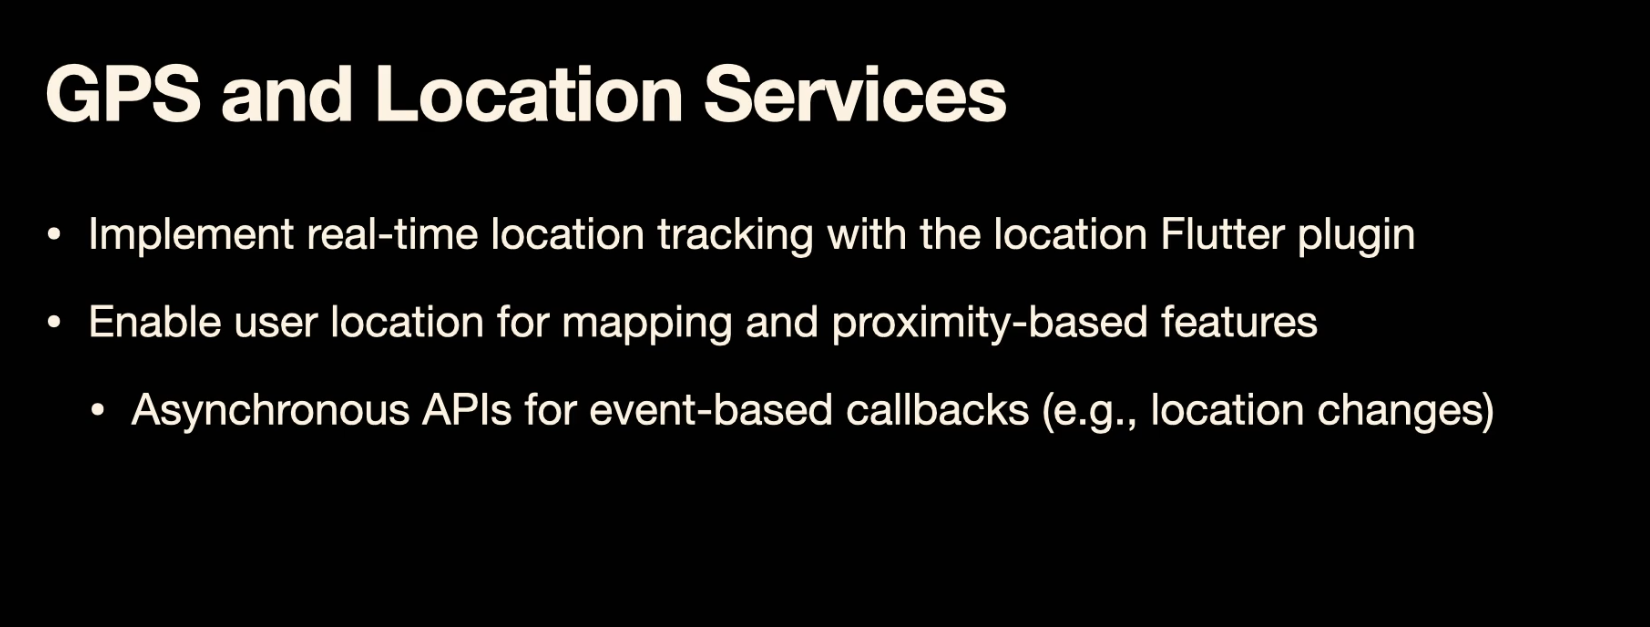 GPS and Location Services
• Implement real-time location tracking with the location Flutter plugin
• Enable user location for mapping and proximity-based features
• Asynchronous APIs for event-based callbacks (e.g., location changes)